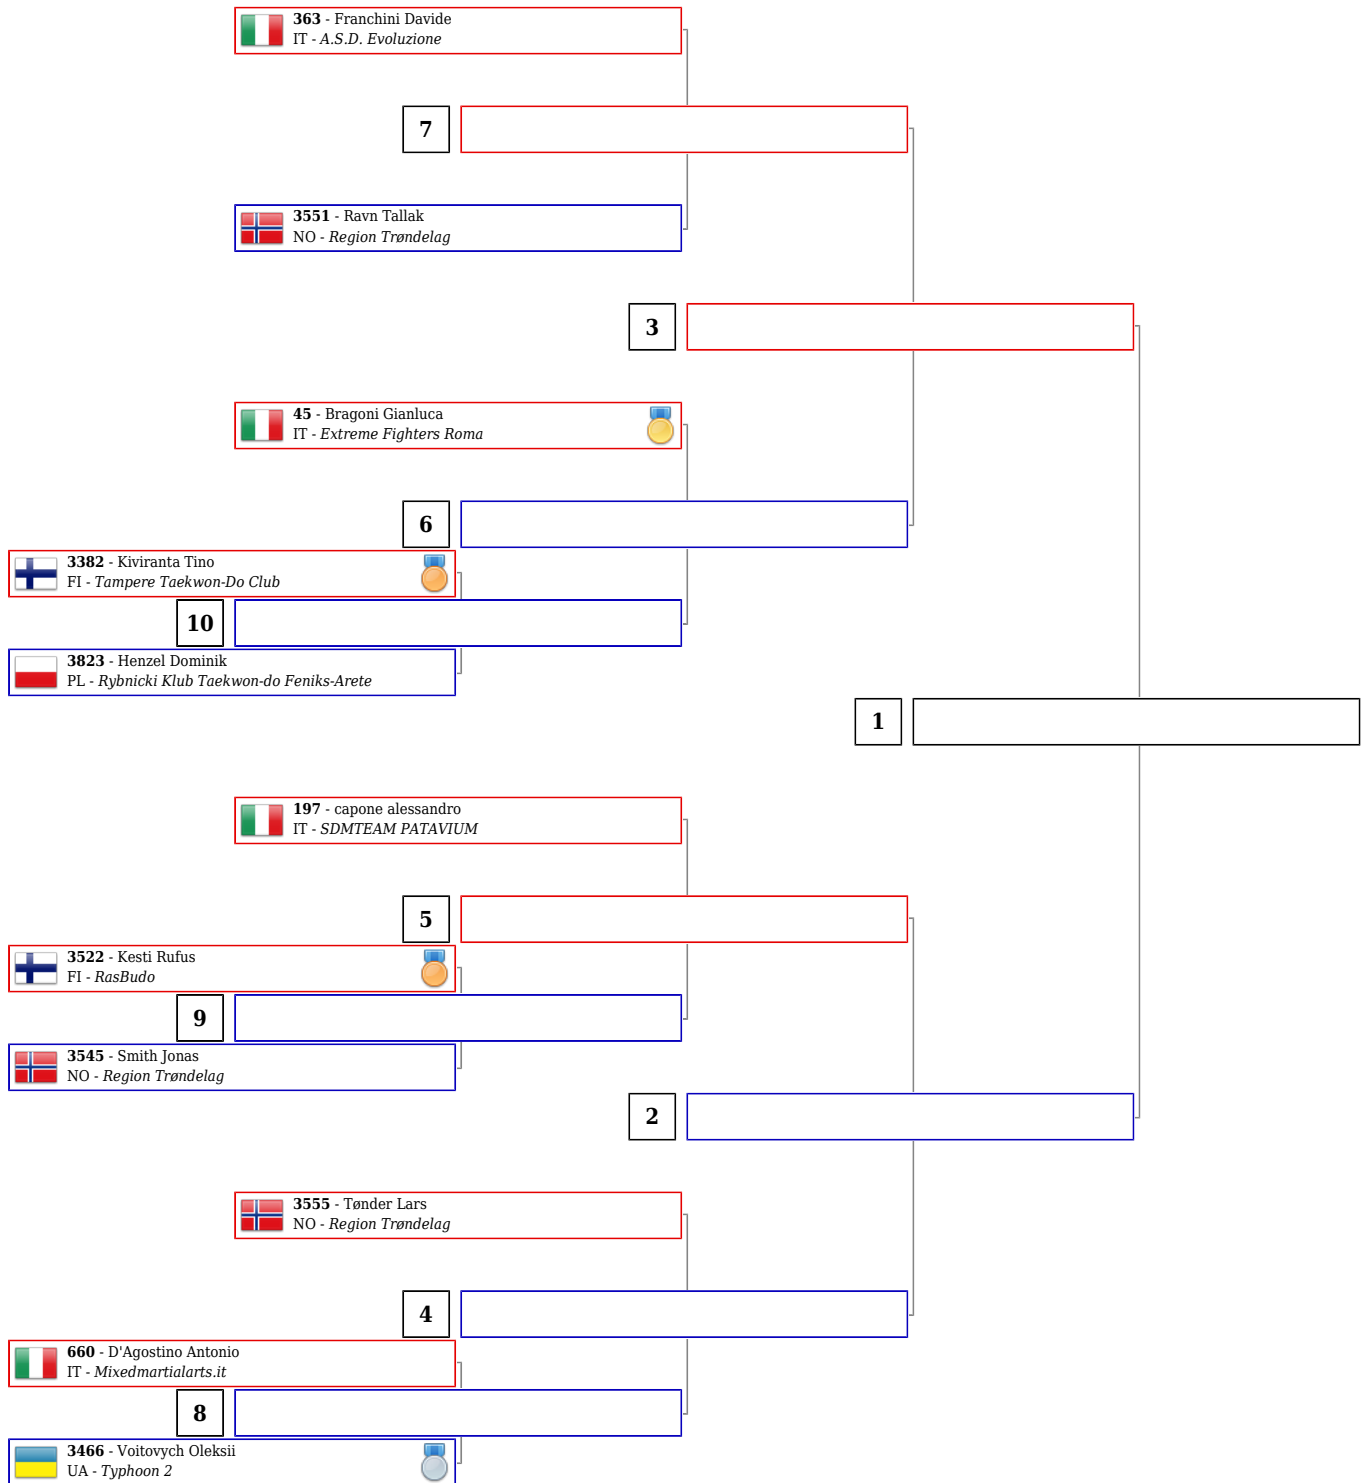 363 - Franchini Davide
IT - A.S.D. Evoluzione
7
3551 - Ravn Tallak
NO - Region Trøndelag
3
45 - Bragoni Gianluca
IT - Extreme Fighters Roma
6
3382 - Kiviranta Tino
FI - Tampere Taekwon-Do Club
10
3823 - Henzel Dominik
PL - Rybnicki Klub Taekwon-do Feniks-Arete
1
197 - capone alessandro
IT - SDMTEAM PATAVIUM
5
3522 - Kesti Rufus
FI - RasBudo
9
3545 - Smith Jonas
NO - Region Trøndelag
2
3555 - Tønder Lars
NO - Region Trøndelag
4
660 - D'Agostino Antonio
IT - Mixedmartialarts.it
8
3466 - Voitovych Oleksii
UA - Typhoon 2